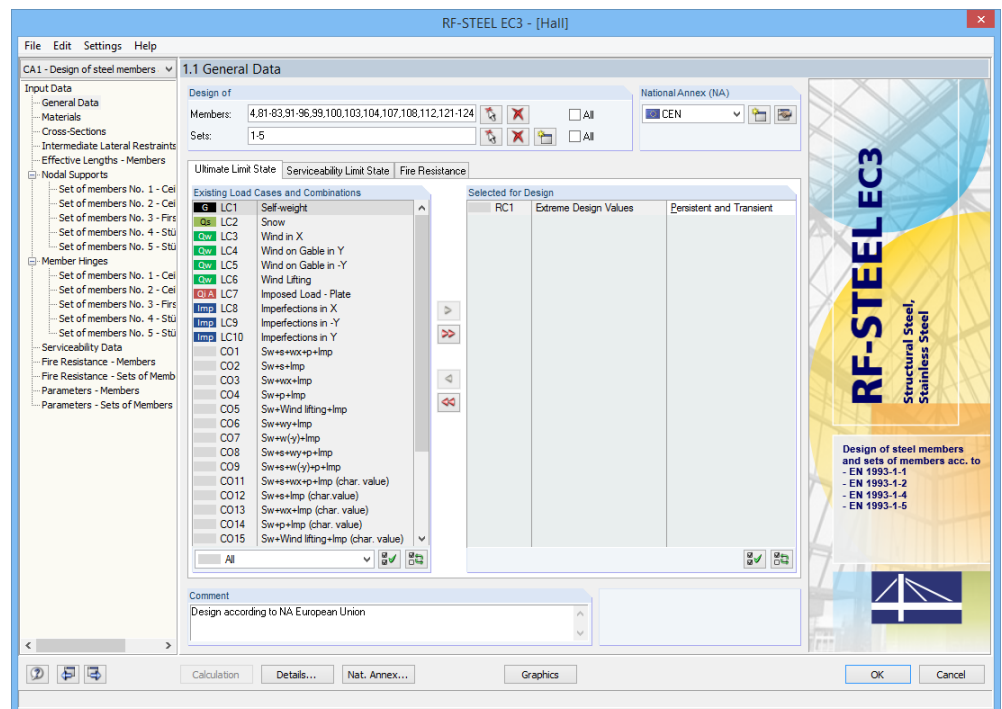 RF-STEEL EC3 - [Hall]
File Edit Settings Help
CA1 - Design of steel members
1.1 General Data
Input Data
General Data
Materials
Cross-Sections
Intermediate Lateral Restraints
Effective Lengths - Members
Nodal Supports
Set of members No. 1 - Cei
Set of members No. 2 - Cei
Set of members No. 3 - Firs
Set of members No. 4 - Stü
Set of members No. 5 - Stü
Member Hinges
Set of members No. 1 - Cei
Set of members No. 2 - Cei
Set of members No. 3 - Firs
Set of members No. 4 - Stü
Set of members No. 5 - Stü
Serviceability Data
Fire Resistance - Members
Fire Resistance - Sets of Memb
Parameters - Members
Parameters - Sets of Members
Design of
Members: 4,81-83,91-96,99,100,103,104,107,108,112,121-124 All
Sets: 1-5 All
National Annex (NA)
CEN
Ultimate Limit State Serviceability Limit State Fire Resistance
Existing Load Cases and Combinations
G LC1 Self-weight
Qs LC2 Snow
Qw LC3 Wind in X
Qw LC4 Wind on Gable in Y
Qw LC5 Wind on Gable in -Y
Qw LC6 Wind Lifting
Qi A LC7 Imposed Load - Plate
Imp LC8 Imperfections in X
Imp LC9 Imperfections in -Y
Imp LC10 Imperfections in Y
CO1 Sw+s+wx+p+Imp
CO2 Sw+s+Imp
CO3 Sw+wx+Imp
CO4 Sw+p+Imp
CO5 Sw+Wind lifting+Imp
CO6 Sw+wy+Imp
CO7 Sw+w(-y)+Imp
CO8 Sw+s+wy+p+Imp
CO9 Sw+s+w(-y)+p+Imp
CO11 Sw+s+wx+p+Imp (char. value)
CO12 Sw+s+Imp (char.value)
CO13 Sw+wx+Imp (char. value)
CO14 Sw+p+Imp (char. value)
CO15 Sw+Wind lifting+Imp (char. value)
All
Selected for Design
RC1 Extreme Design Values Persistent and Transient
Comment
Design according to NA European Union
RF-STEEL EC3
Structural Steel,
Stainless Steel
Design of steel members
and sets of members acc. to
- EN 1993-1-1
- EN 1993-1-2
- EN 1993-1-4
- EN 1993-1-5
Calculation Details... Nat. Annex... Graphics OK Cancel